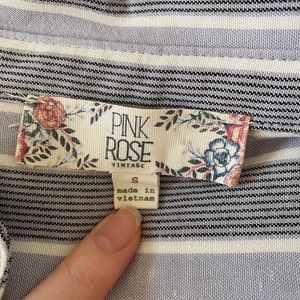 PINK
ROSE
VINTAGE
S
made in
vietnam